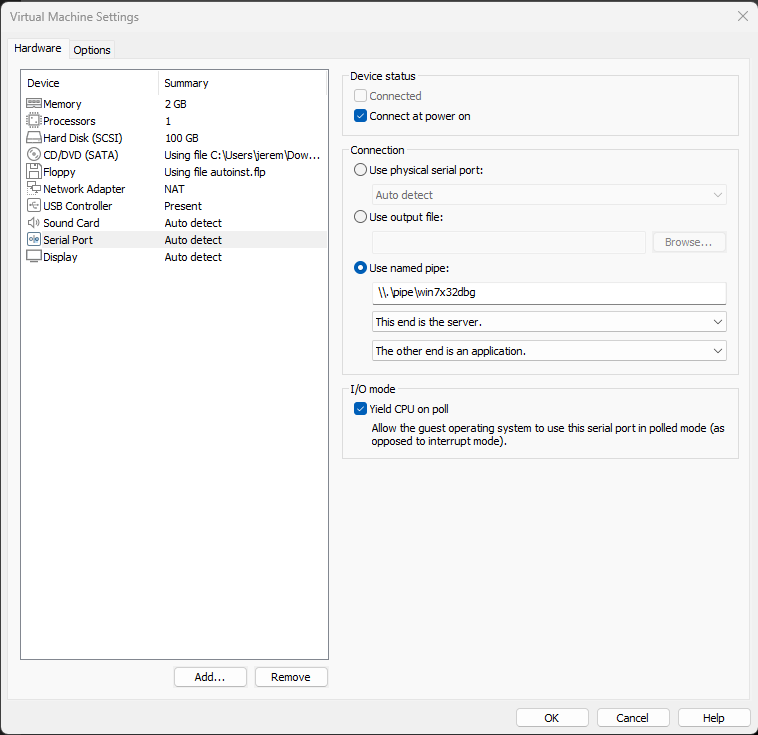 Virtual Machine Settings
Hardware
Options
Device Summary
Memory 2 GB
Processors 1
Hard Disk (SCSI) 100 GB
CD/DVD (SATA) Using file C:\Users\jerem\Dow...
Floppy Using file autoinst.flp
Network Adapter NAT
USB Controller Present
Sound Card Auto detect
Serial Port Auto detect
Display Auto detect
Add...
Remove
Device status
Connected
Connect at power on
Connection
Use physical serial port:
Auto detect
Use output file:
Browse...
Use named pipe:
\\.\pipe\win7x32dbg
This end is the server.
The other end is an application.
I/O mode
Yield CPU on poll
Allow the guest operating system to use this serial port in polled mode (as
opposed to interrupt mode).
OK
Cancel
Help